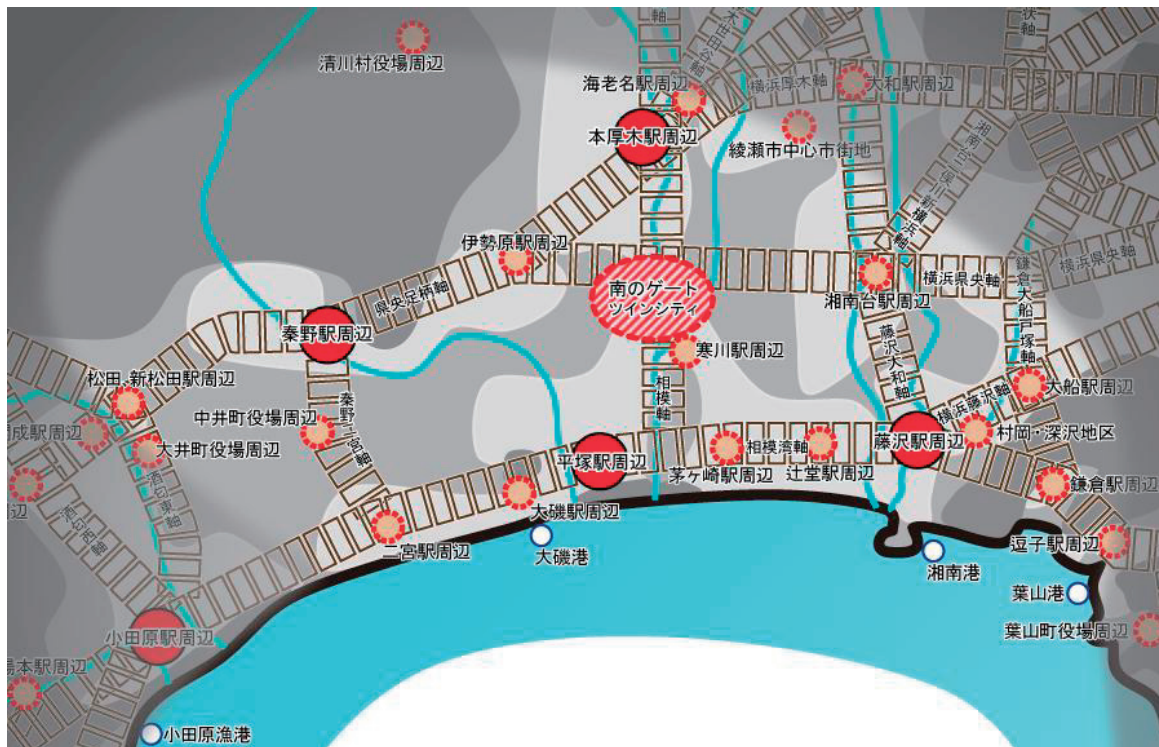 清川村役場周辺
海老名駅周辺
横浜厚木軸
大和駅周辺
本厚木駅周辺
綾瀬市中心市街地
伊勢原駅周辺
県央足柄軸
南のゲート
ツインシティ
湘南台駅周辺
横浜県央軸
横浜県央軸
鎌倉大船戸塚軸
秦野駅周辺
寒川駅周辺
藤沢大和軸
松田・新松田駅周辺
中井町役場周辺
秦野二宮軸
相模軸
横浜藤沢軸
大船駅周辺
開成駅周辺
大井町役場周辺
平塚駅周辺
相模湾軸
藤沢駅周辺
村岡・深沢地区
茅ヶ崎駅周辺
辻堂駅周辺
酒匂東軸
酒匂西軸
鎌倉駅周辺
大磯駅周辺
二宮駅周辺
大磯港
湘南港
逗子駅周辺
葉山港
小田原駅周辺
葉山町役場周辺
湯本駅周辺
小田原漁港